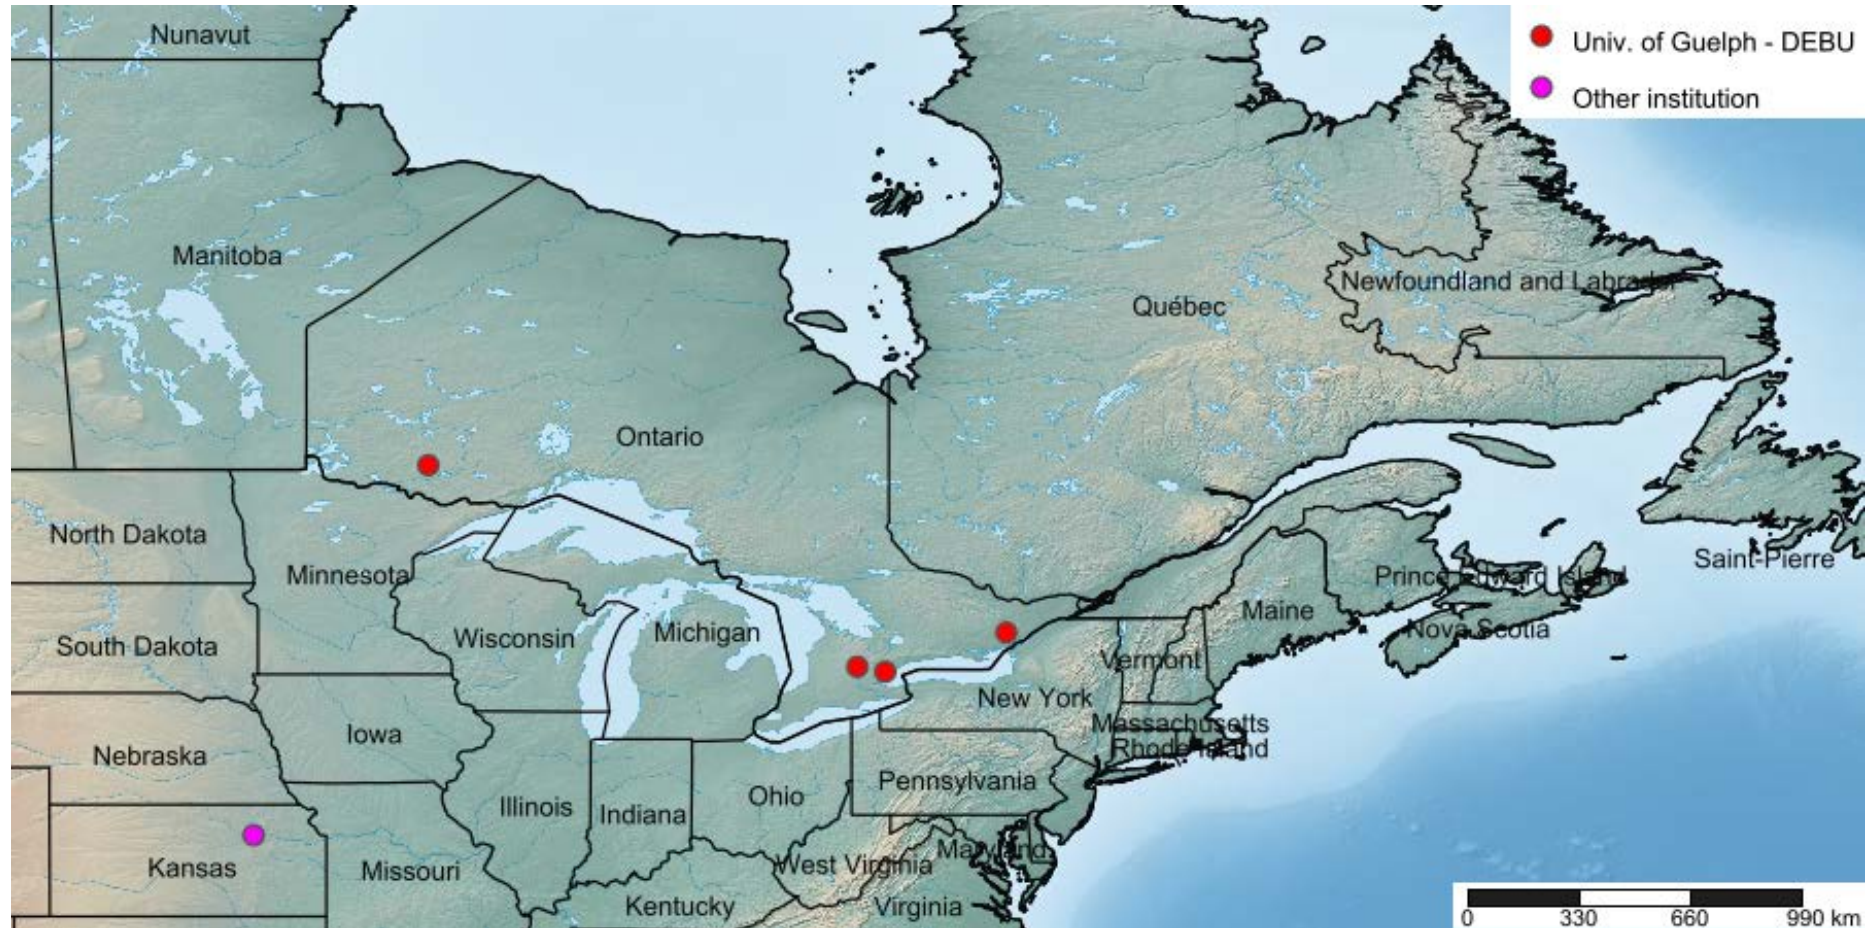 Nunavut
Univ. of Guelph - DEBU
Other institution
Manitoba
Newfoundland and Labrador
Québec
Ontario
North Dakota
Saint-Pierre
Minnesota
Prince Edward Island
Maine
Nova Scotia
South Dakota
Wisconsin
Michigan
Vermont
New York
Massachusetts
Rhode Island
Iowa
Nebraska
Pennsylvania
Illinois
Indiana
Ohio
Kansas
Missouri
West Virginia
Maryland
Kentucky
Virginia
0 330 660 990 km